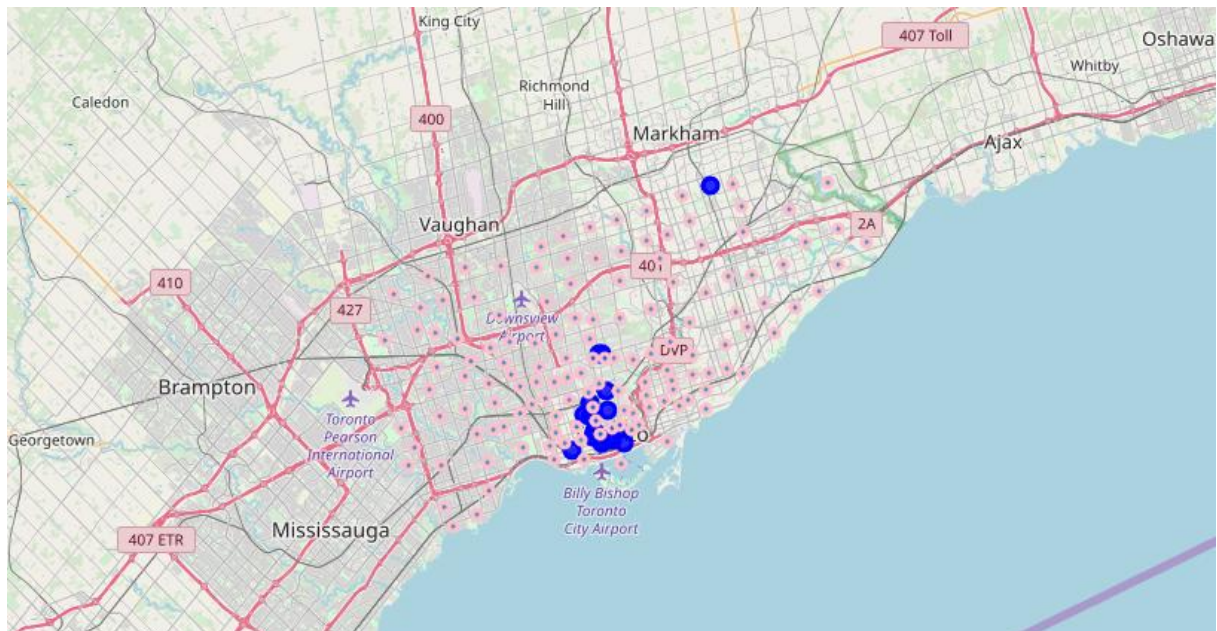 King City
407 Toll
Oshawa
Whitby
Richmond
Hill
Caledon
400
Markham
Ajax
Vaughan
2A
401
410
427
Downsview
Airport
DVP
Brampton
Toronto
Pearson
International
Airport
Georgetown
Billy Bishop
Toronto
City Airport
Mississauga
407 ETR